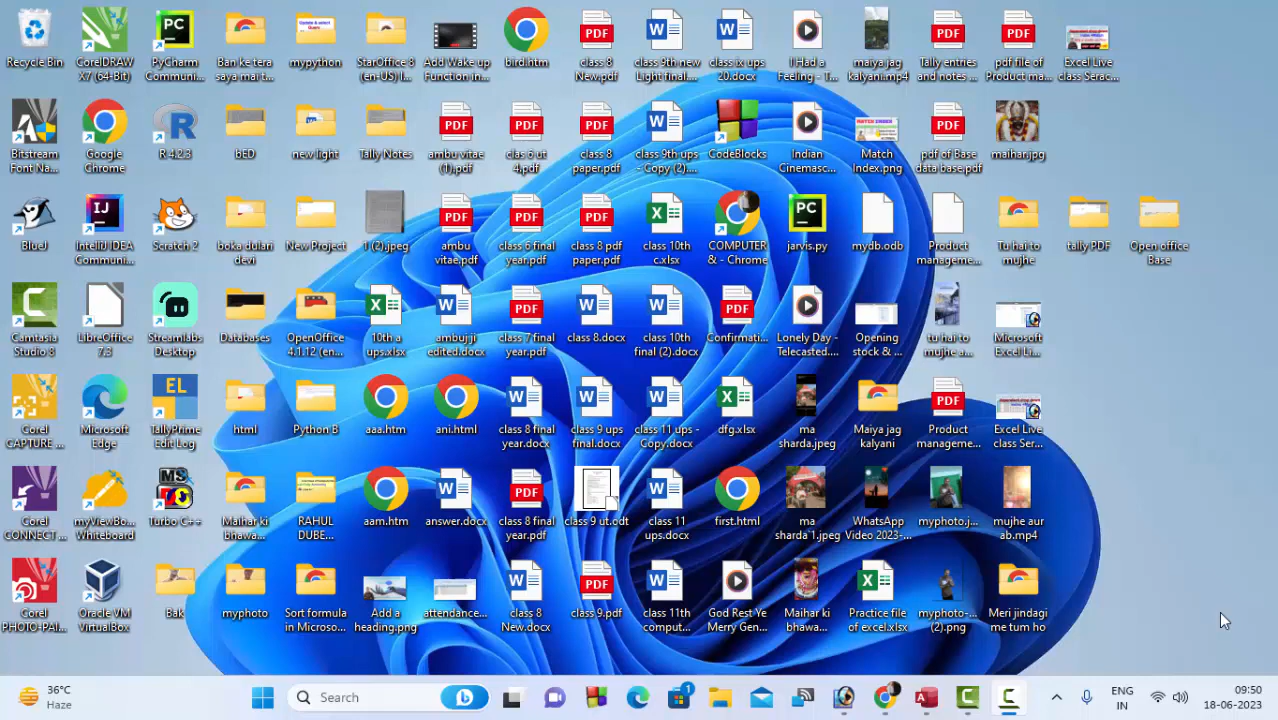 Recycle Bin
CorelDRAW
X7 (64-Bit)
PyCharm
Communi...
Ban ke tera
saya mai t...
mypython
StarOffice 8
(en-US) I...
Add Wake up
Function in...
bird.htm
class 8
New.pdf
class 9th new
Light final....
class ix ups
20.docx
I Had a
Feeling - T...
maiya jag
kalyani.mp4
Tally entries
and notes ...
pdf file of
Product ma...
Excel Live
class Serac...
Bitstream
Font Na...
Google
Chrome
R 4.2.3
bED
new light
Tally Notes
ambu vitae
(1).pdf
clas 6 ut
4.pdf
class 8
paper.pdf
class 9th ups
- Copy (2)....
CodeBlocks
Indian
Cinemasc...
Match
Index.png
pdf of Base
data base.pdf
maihar.jpg
BlueJ
IntelliJ IDEA
Communi...
Scratch 2
boka dulari
devi
New Project
1 (2).jpeg
ambu
vitae.pdf
class 6 final
year.pdf
class 8 pdf
paper.pdf
class 10th
c.xlsx
COMPUTER
& - Chrome
jarvis.py
mydb.odb
Product
manageme...
Tu hai to
mujhe
tally PDF
Open office
Base
Camtasia
Studio 8
LibreOffice
7.3
Streamlabs
Desktop
Databases
OpenOffice
4.1.12 (en...
10th a
ups.xlsx
ambuj ji
edited.docx
class 7 final
year.pdf
class 8.docx
class 10th
final (2).docx
Confirmati...
Lonely Day -
Telecasted....
Opening
stock & ...
tu hai to
mujhe a...
Microsoft
Excel Li...
Corel
CAPTURE ...
Microsoft
Edge
TallyPrime
Edit Log
html
Python B
aaa.htm
ani.html
class 8 final
year.docx
class 9 ups
final.docx
class 11 ups -
Copy.docx
dfg.xlsx
ma
sharda.jpeg
Maiya jag
kalyani
Product
manageme...
Excel Live
class Ser...
Corel
CONNECT ...
myViewBo...
Whiteboard
Turbo C++
Maihar ki
bhawa...
RAHUL
DUBE...
aam.htm
answer.docx
class 8 final
year.pdf
class 9 ut.odt
class 11
ups.docx
first.html
ma
sharda 1.jpeg
WhatsApp
Video 2023-...
myphoto.j...
mujhe aur
ab.mp4
Corel
PHOTO-PAI...
Oracle VM
VirtualBox
Bak
myphoto
Sort formula
in Microso...
Add a
heading.png
attendance...
class 8
New.docx
class 9.pdf
class 11th
comput...
God Rest Ye
Merry Gen...
Maihar ki
bhawa...
Practice file
of excel.xlsx
myphoto-...
(2).png
Meri jindagi
me tum ho
36°C
Haze
Search
ENG
IN
09:50
18-06-2023